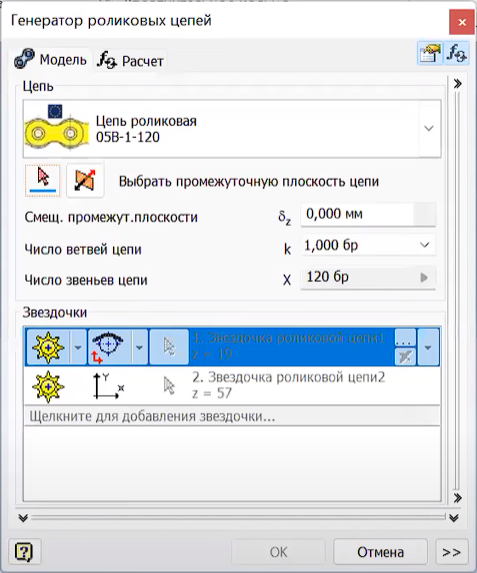 Генератор роликовых цепей
Модель
Расчет
Цепь
Цепь роликовая
05B-1-120
Выбрать промежуточную плоскость цепи
Смещ. промежут.плоскости δz 0,000 мм
Число ветвей цепи k 1,000 бр
Число звеньев цепи X 120 бр
Звездочки
1. Звездочка роликовой цепи1
z = 19
...
2. Звездочка роликовой цепи2
z = 57
Щелкните для добавления звездочки...
ОК
Отмена
>>